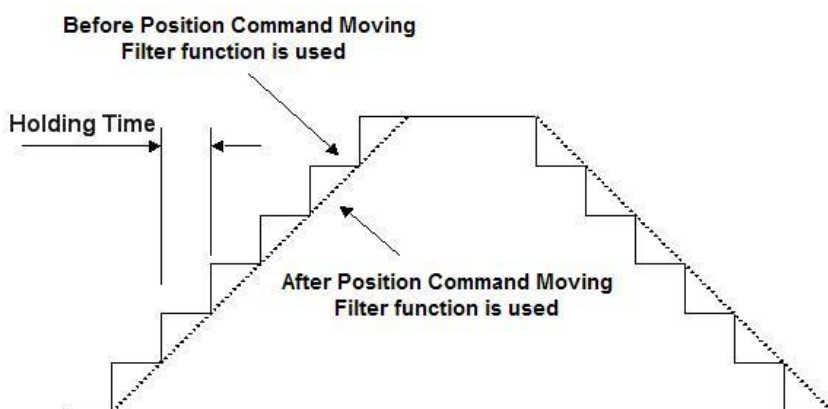 Before Position Command Moving
Filter function is used
Holding Time
After Position Command Moving
Filter function is used